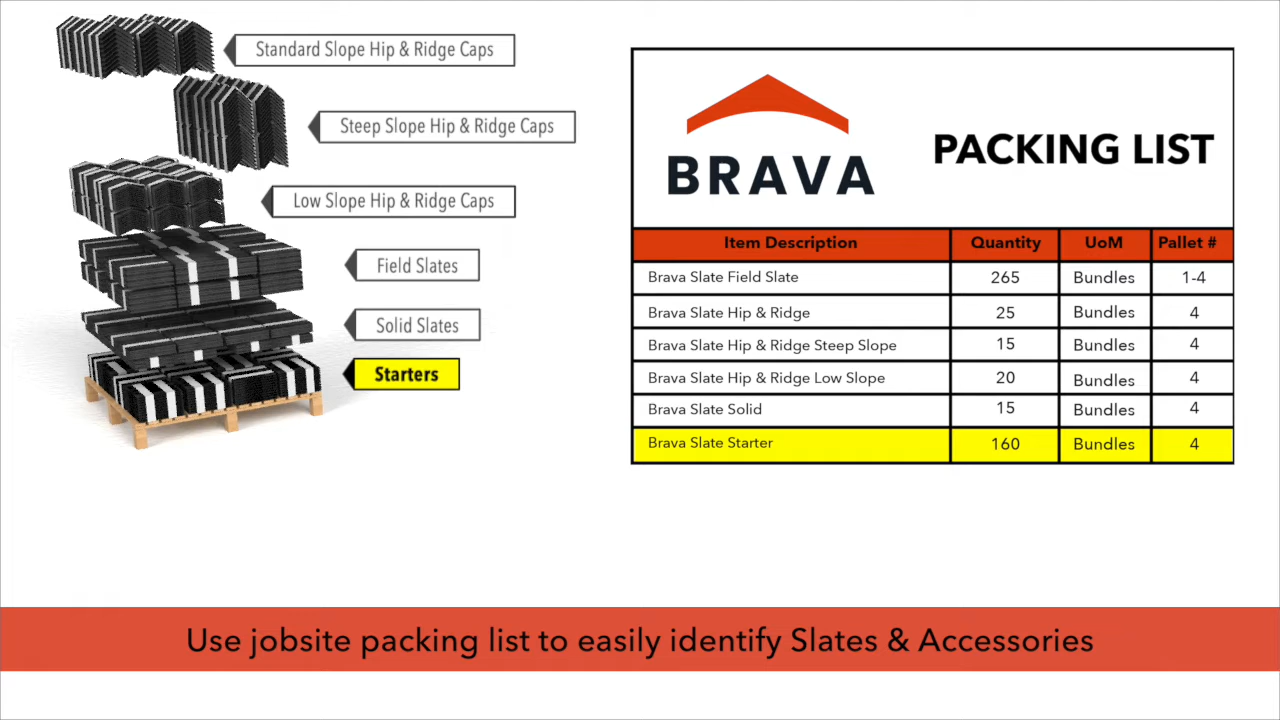 Standard Slope Hip & Ridge Caps
Steep Slope Hip & Ridge Caps
Low Slope Hip & Ridge Caps
Field Slates
Solid Slates
Starters
BRAVA
PACKING LIST
Item Description Quantity UoM Pallet #
Brava Slate Field Slate 265 Bundles 1-4
Brava Slate Hip & Ridge 25 Bundles 4
Brava Slate Hip & Ridge Steep Slope 15 Bundles 4
Brava Slate Hip & Ridge Low Slope 20 Bundles 4
Brava Slate Solid 15 Bundles 4
Brava Slate Starter 160 Bundles 4
Use jobsite packing list to easily identify Slates & Accessories